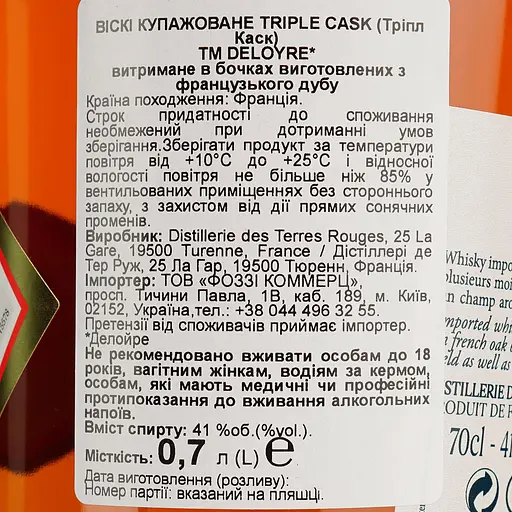 ВІСКІ КУПАЖОВАНЕ TRIPLE CASK (Тріпл
Каск)
ТМ DELOYRE*
витримане в бочках виготовлених з
французького дубу
Країна походження: Франція.
Строк придатності до споживання
необмежений при дотриманні умов
зберігання.Зберігати продукт за температури
повітря від +10°C до +25°C і відносної
вологості повітря не більше ніж 85% у
вентильованих приміщеннях без стороннього
запаху, з захистом від дії прямих сонячних
променів.
Виробник: Distillerie des Terres Rouges, 25 La
Gare, 19500 Turenne, France / Дістіллері де
Тер Руж, 25 Ла Гар, 19500 Тюренн, Франція.
Імпортер: ТОВ «ФОЗЗІ КОММЕРЦ»,
просп. Тичини Павла, 1В, каб. 189, м. Київ,
02152, Україна,тел.: +38 044 496 32 55.
Претензії від споживачів приймає імпортер.
*Делойре
Не рекомендовано вживати особам до 18
років, вагітним жінкам, водіям за кермом,
особам, які мають медичні чи професійні
протипоказання до вживання алкогольних
напоїв.
Вміст спирту: 41 %об.(%vol.).
Місткість: 0,7 л (L) e
Дата виготовлення (розливу):
Номер партії: вказаний на пляшці.
Whisky impo
plusieurs moi
en champ
imported whi
french oak
as well as
STILLERIE D
ODUIT DE F
70cl - 4